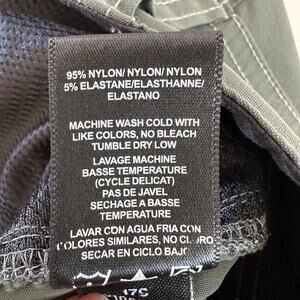 95% NYLON/ NYLON/ NYLON
5% ELASTANE/ELASTHANNE/
ELASTANO
MACHINE WASH COLD WITH
LIKE COLORS, NO BLEACH
TUMBLE DRY LOW
LAVAGE MACHINE
BASSE TEMPERATURE
(CYCLE DELICAT)
PAS DE JAVEL
SECHAGE A BASSE
TEMPERATURE
LAVAR CON AGUA FRIA CON
COLORES SIMILARES, NO CL
SECAR EN CICLO BAJO